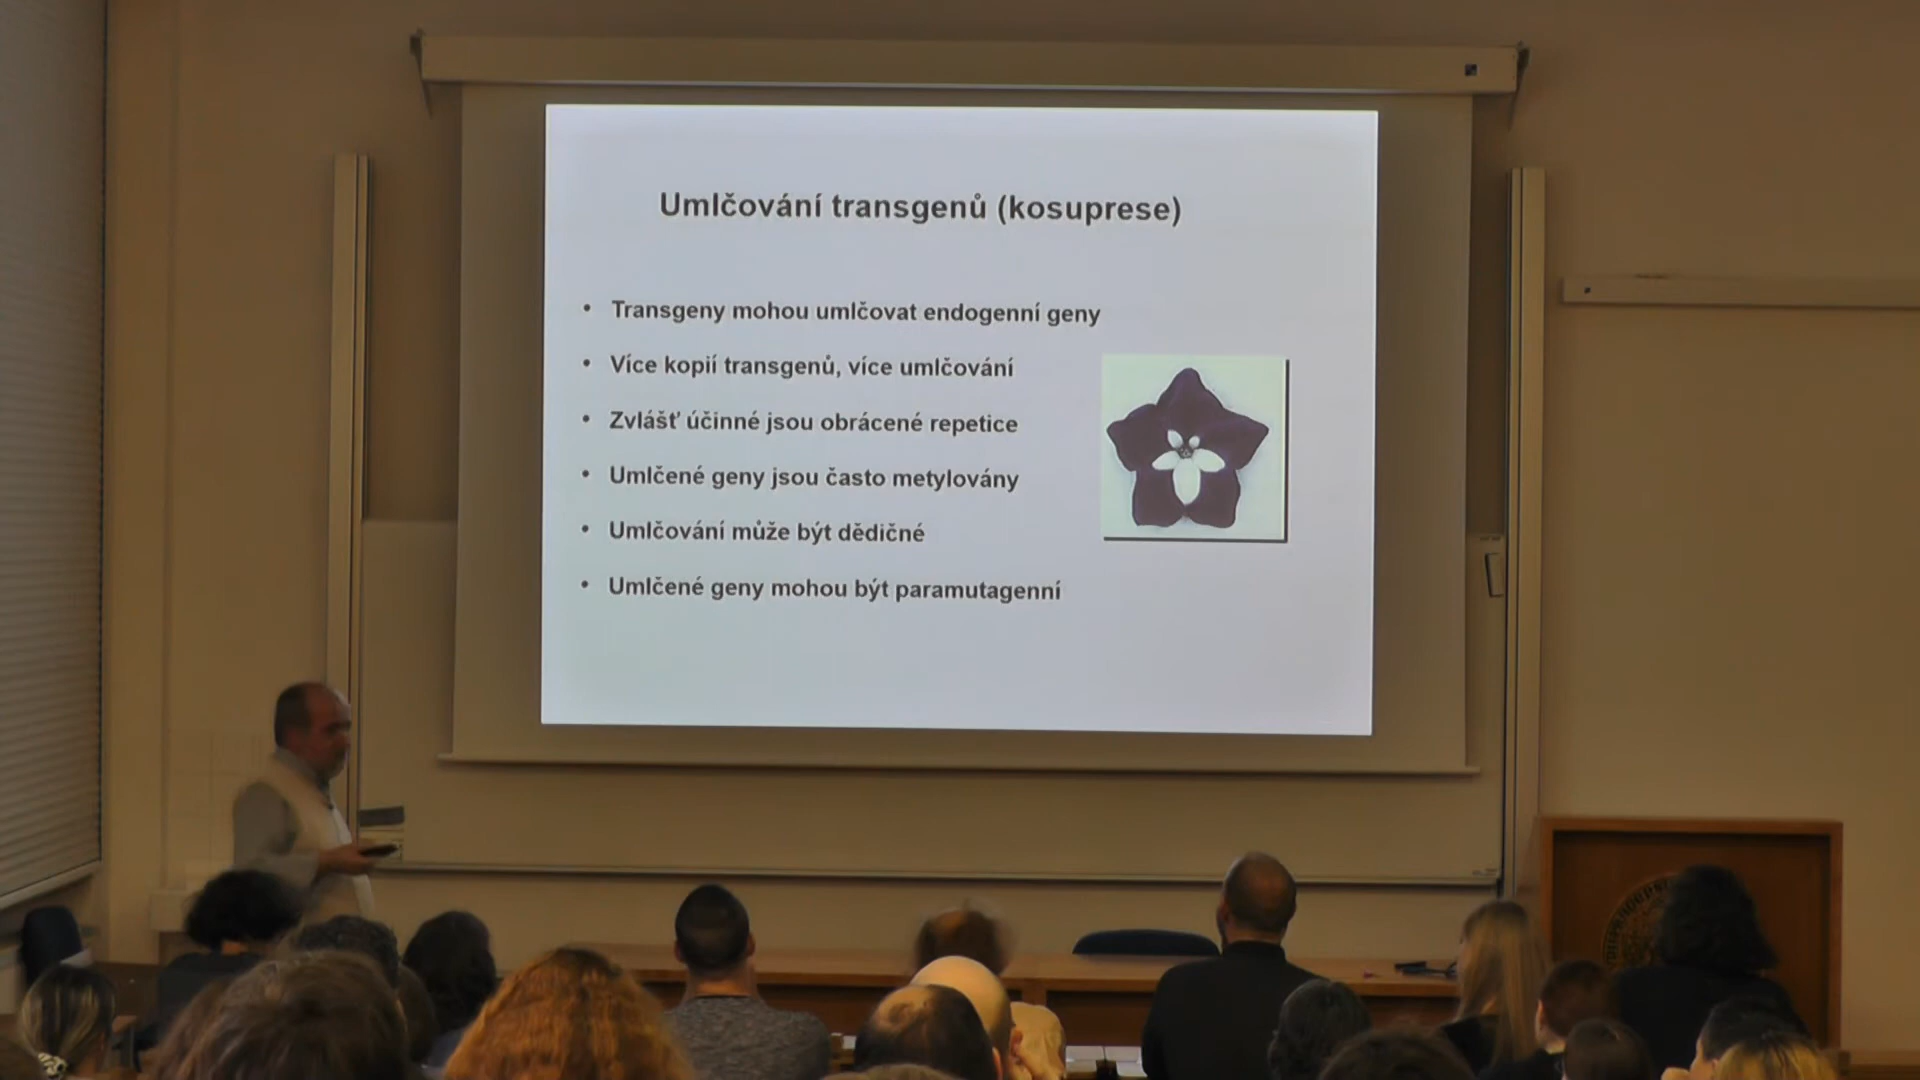 Umlčování transgenů (kosuprese)
• Transgeny mohou umlčovat endogenní geny
• Více kopií transgenů, více umlčování
• Zvlášť účinné jsou obrácené repetice
• Umlčené geny jsou často metylovány
• Umlčování může být dědičné
• Umlčené geny mohou být paramutagenní